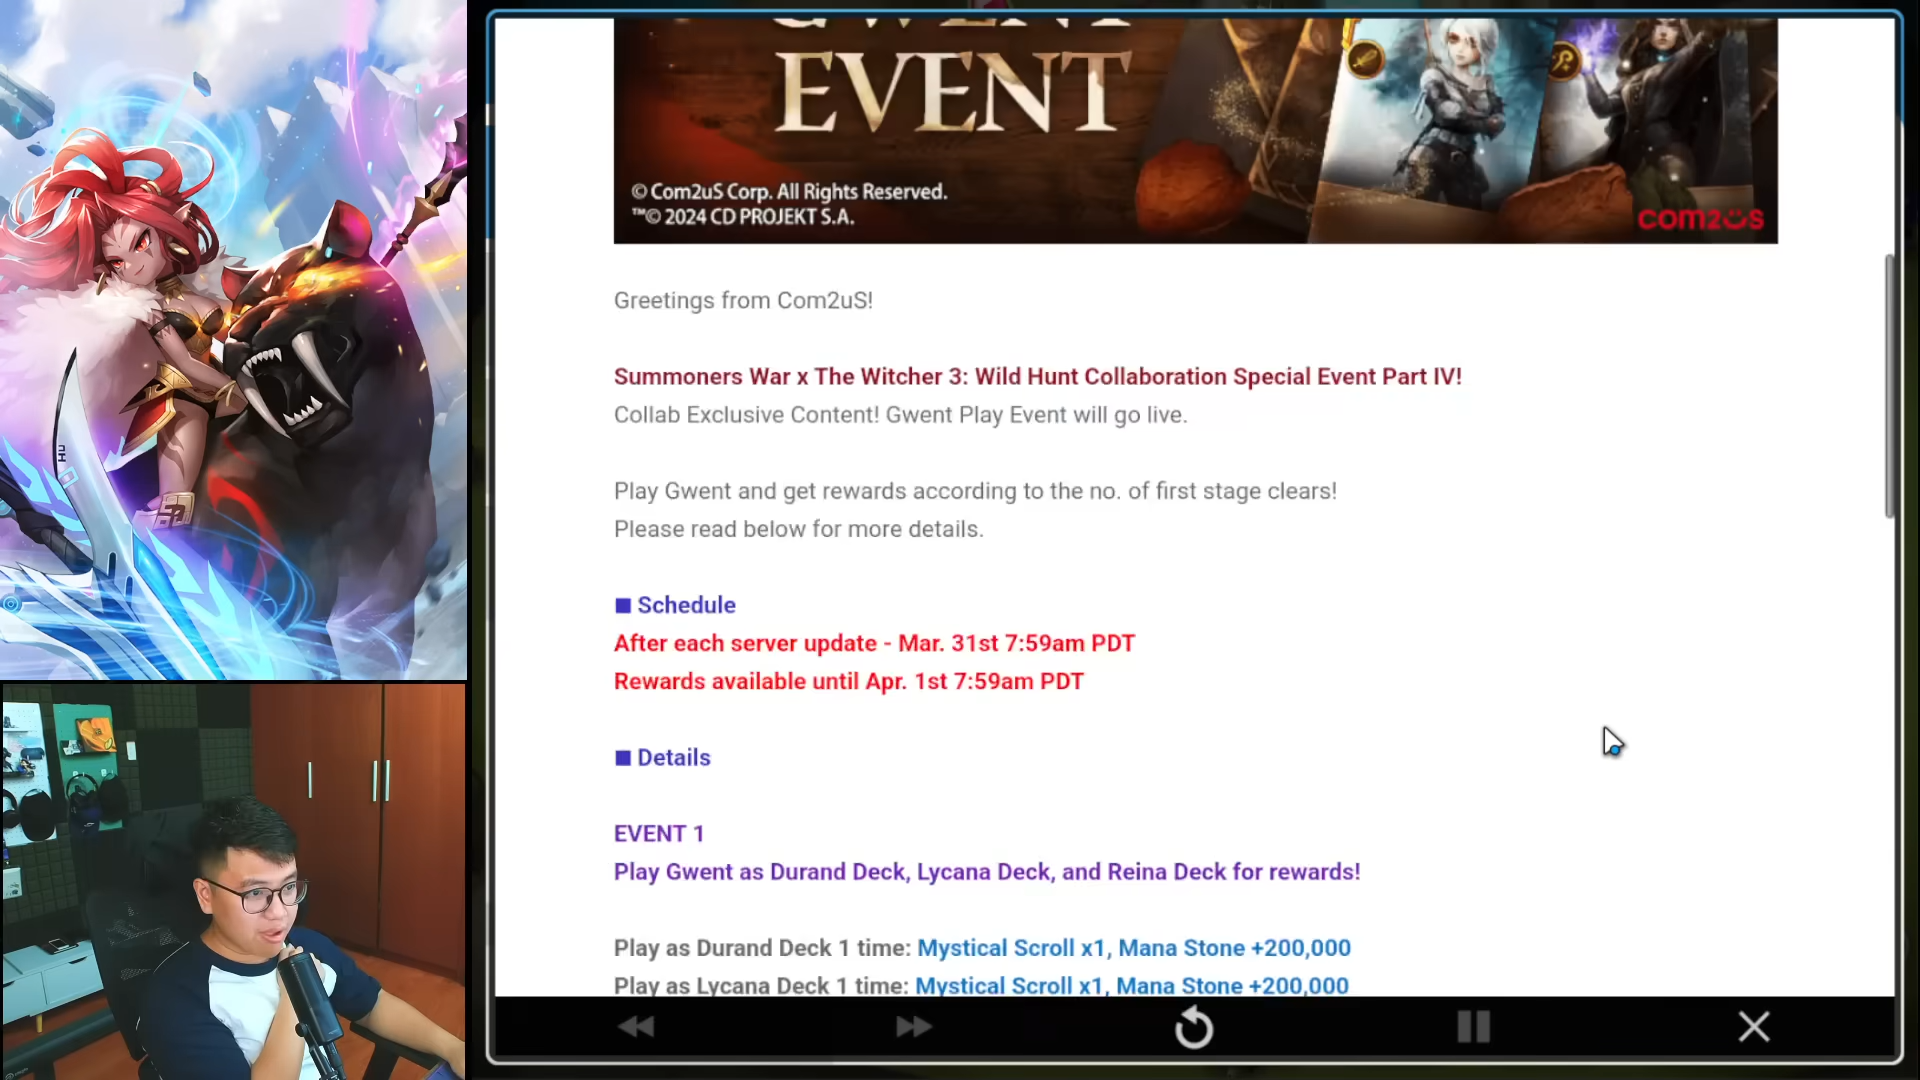 GWENT
EVENT
© Com2uS Corp. All Rights Reserved.
™© 2024 CD PROJEKT S.A.
com2us
Greetings from Com2uS!
Summoners War x The Witcher 3: Wild Hunt Collaboration Special Event Part IV!
Collab Exclusive Content! Gwent Play Event will go live.
Play Gwent and get rewards according to the no. of first stage clears!
Please read below for more details.
■ Schedule
After each server update - Mar. 31st 7:59am PDT
Rewards available until Apr. 1st 7:59am PDT
■ Details
EVENT 1
Play Gwent as Durand Deck, Lycana Deck, and Reina Deck for rewards!
Play as Durand Deck 1 time: Mystical Scroll x1, Mana Stone +200,000
Play as Lycana Deck 1 time: Mystical Scroll x1, Mana Stone +200,000